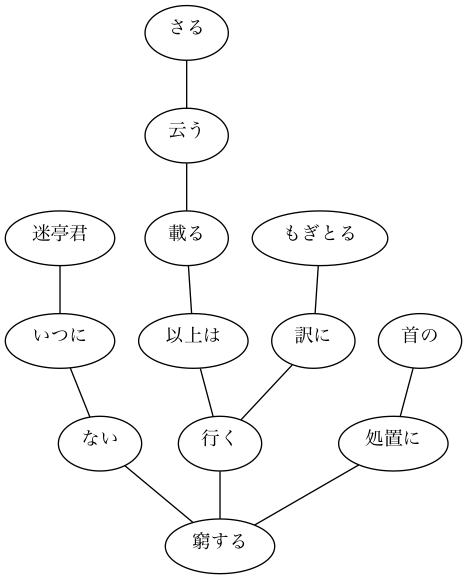 さる
云う
迷亭君
載る
もぎとる
いつに
以上は
訳に
首の
ない
行く
処置に
窮する